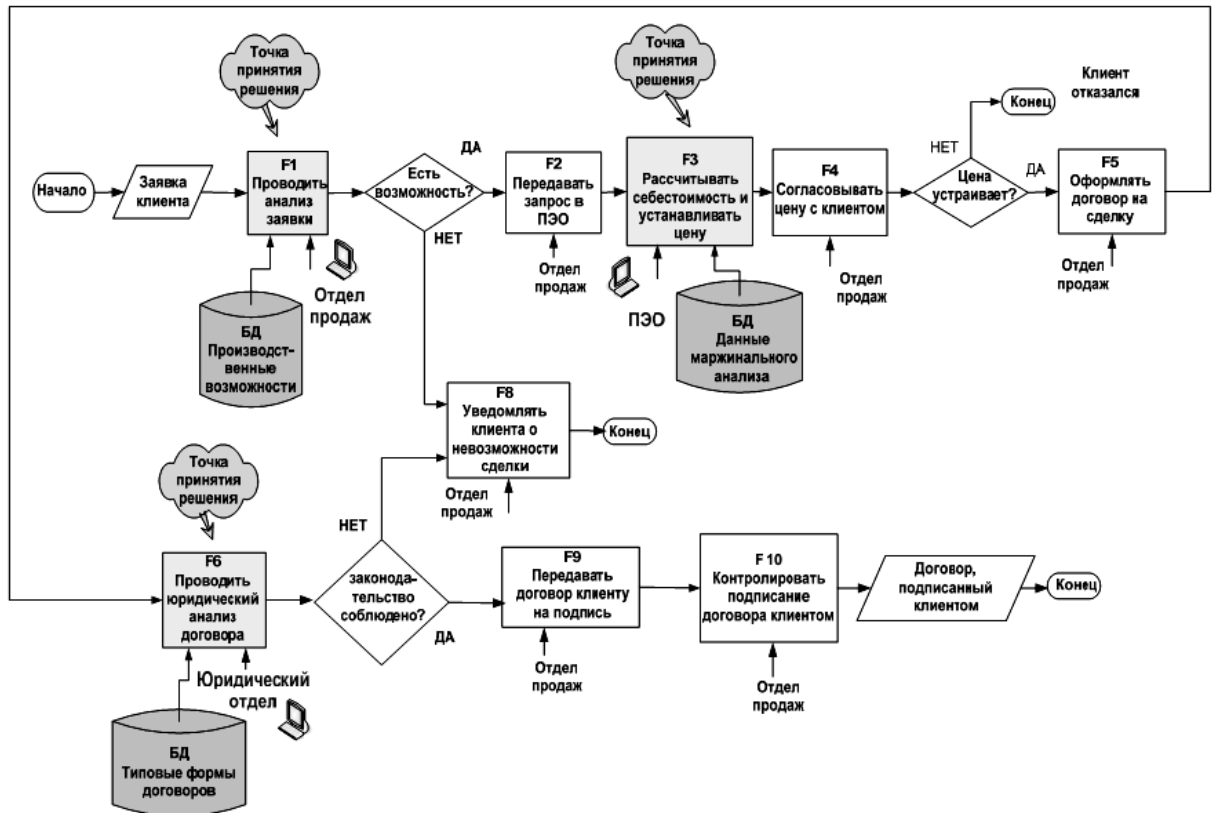 Точка
принятия
решения
Точка
принятия
решения
Клиент
отказался
Конец
Начало
Заявка
клиента
F1
Проводить
анализ
заявки
Есть
возможность?
ДА
НЕТ
F2
Передавать
запрос в
ПЭО
F3
Рассчитывать
себестоимость и
устанавливать
цену
F4
Согласовывать
цену с клиентом
НЕТ
Цена
устраивает?
ДА
F5
Оформлять
договор на
сделку
Отдел
продаж
БД
Производст-
венные
возможности
Отдел
продаж
ПЭО
БД
Данные
маржинального
анализа
Отдел
продаж
Отдел
продаж
F8
Уведомлять
клиента о
невозможности
сделки
Конец
Отдел
продаж
Точка
принятия
решения
F6
Проводить
юридический
анализ
договора
НЕТ
законода-
тельство
соблюдено?
ДА
F9
Передавать
договор клиенту
на подпись
F 10
Контролировать
подписание
договора клиентом
Договор,
подписанный
клиентом
Конец
Юридический
отдел
БД
Типовые формы
договоров
Отдел
продаж
Отдел
продаж